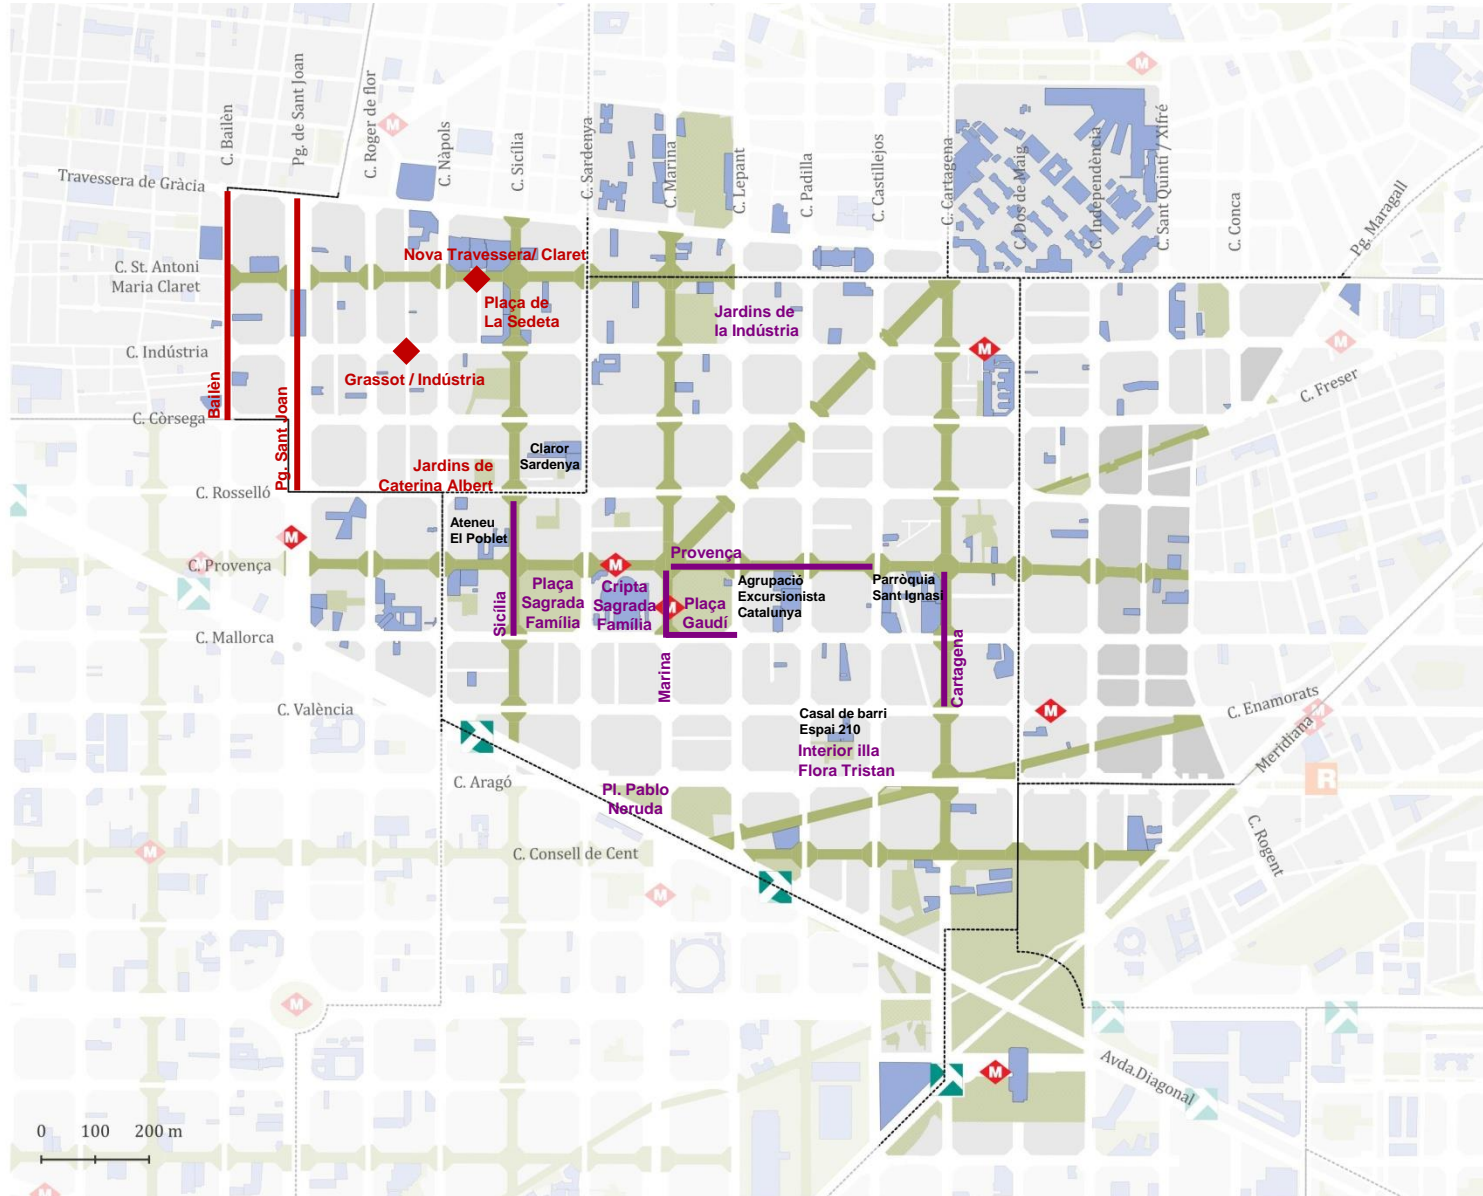 C. Bailèn
Pg. de Sant Joan
C. Roger de flor
C. Nàpols
C. Sicília
C. Sardenya
C. Marina
C. Lepant
C. Padilla
C. Castillejos
C. Cartagena
C. Dos de Maig
C. Independència
C. Sant Quintí / Xifré
C. Conca
Pg. Maragall
M
M
Travessera de Gràcia
Nova Travessera/ Claret
C. St. Antoni
Maria Claret
Plaça de
La Sedeta
Jardins de
la Indústria
C. Indústria
M
M
Grassot / Indústria
C. Freser
Bailèn
Pg. Sant Joan
C. Còrsega
Claror
Sardenya
Jardins de
Caterina Albert
C. Rosselló
Ateneu
El Poblet
M
Provença
C. Provença
M
M
Plaça
Sagrada
Família
Cripta
Sagrada
Família
M
Plaça
Gaudí
Agrupació
Excursionista
Catalunya
Parròquia
Sant Ignasi
Sicília
C. Mallorca
Marina
Cartagena
C. València
Casal de barri
Espai 210
Interior illa
Flora Tristan
M
C. Enamorats
M
Meridiana
R
C. Aragó
Pl. Pablo
Neruda
C. Rogent
M
C. Consell de Cent
M
M
M
Avda.Diagonal
0 100 200 m
M